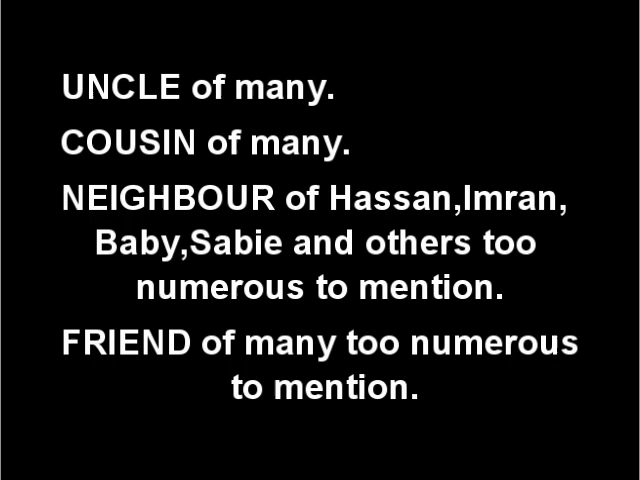 UNCLE of many.
COUSIN of many.
NEIGHBOUR of Hassan,Imran,
Baby,Sabie and others too
numerous to mention.
FRIEND of many too numerous
to mention.